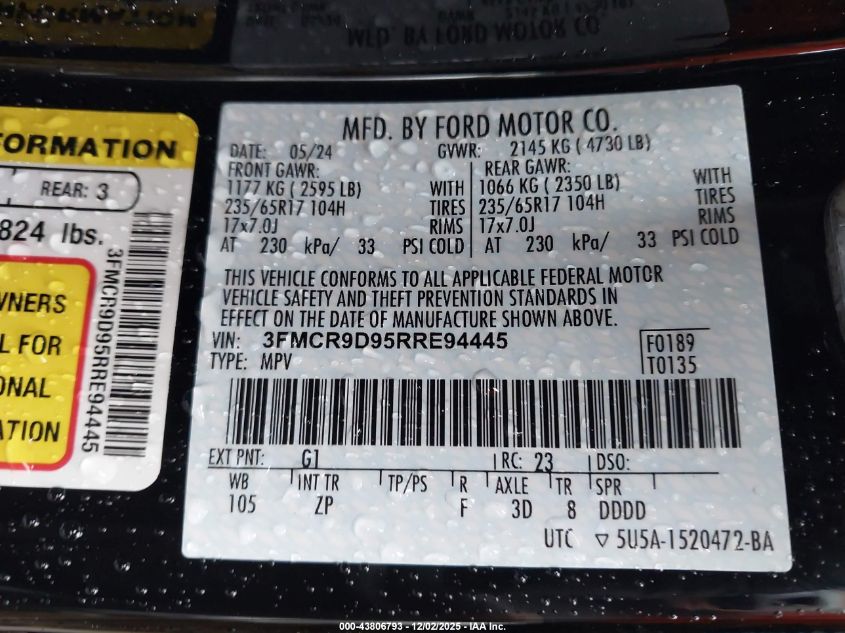 MFD. BY FORD MOTOR CO.
DATE: 05/24 GVWR: 2145 KG ( 4730 LB)
FRONT GAWR: REAR GAWR:
1177 KG ( 2595 LB) WITH 1066 KG ( 2350 LB) WITH
235/65R17 104H TIRES 235/65R17 104H TIRES
17x7.0J RIMS 17x7.0J RIMS
AT 230 kPa/ 33 PSI COLD AT 230 kPa/ 33 PSI COLD
THIS VEHICLE CONFORMS TO ALL APPLICABLE FEDERAL MOTOR
VEHICLE SAFETY AND THEFT PREVENTION STANDARDS IN
EFFECT ON THE DATE OF MANUFACTURE SHOWN ABOVE.
VIN: 3FMCR9D95RRE94445 F0189
TYPE: MPV T0135
EXT PNT: G1 RC: 23 DSO:
WB INT TR TP/PS R AXLE TR SPR
105 ZP F 3D 8 DDDD
UTC ▽ 5U5A-1520472-BA
ORMATION
REAR: 3
824 lbs.
3FMCR9D95RRE94445
WNERS
L FOR
ONAL
ATION
MFD. BY FORD MOTOR CO.
000-43806793 - 12/02/2025 - IAA Inc.